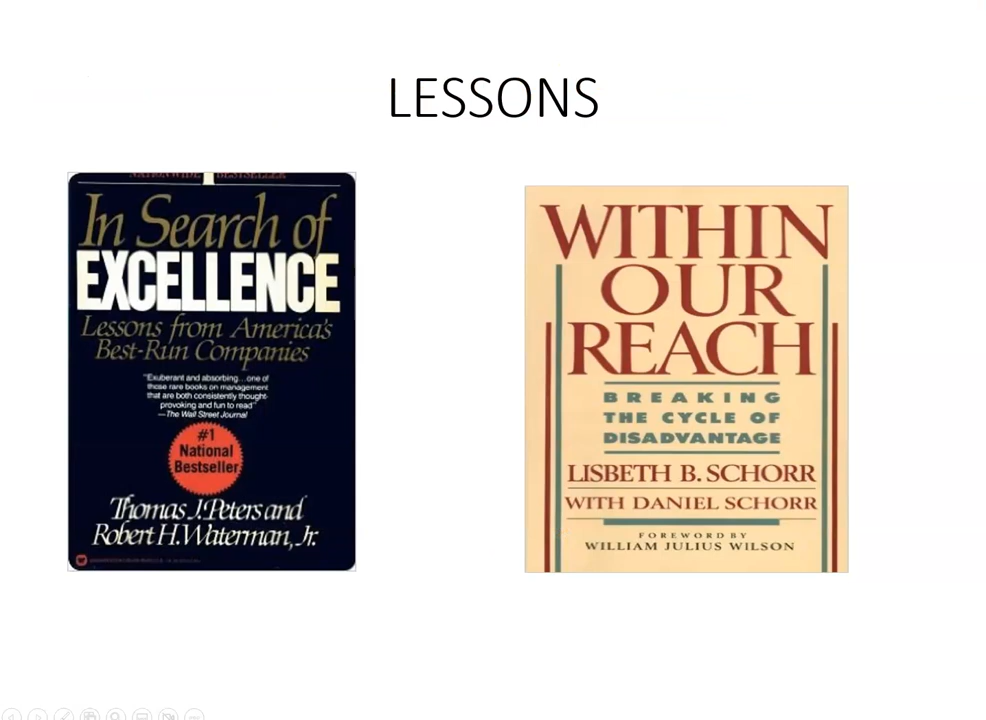 LESSONS
NATIONWIDE BESTSELLER
In Search of
EXCELLENCE
Lessons from America's
Best-Run Companies
"Exuberant and absorbing...one of
those rare books on management
that are both consistently thought-
provoking and fun to read"
—The Wall Street Journal
#1
National
Bestseller
Thomas J. Peters and
Robert H. Waterman, Jr.
WITHIN
OUR
REACH
BREAKING
THE CYCLE OF
DISADVANTAGE
LISBETH B. SCHORR
WITH DANIEL SCHORR
FOREWORD BY
WILLIAM JULIUS WILSON